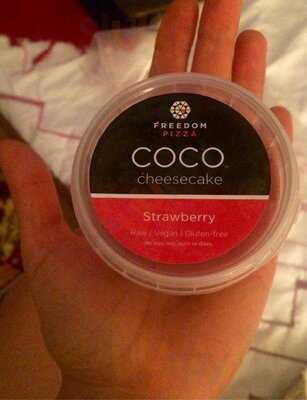 FREEDOM
PIZZA
COCO
cheesecake
Strawberry
Raw / Vegan / Gluten-free